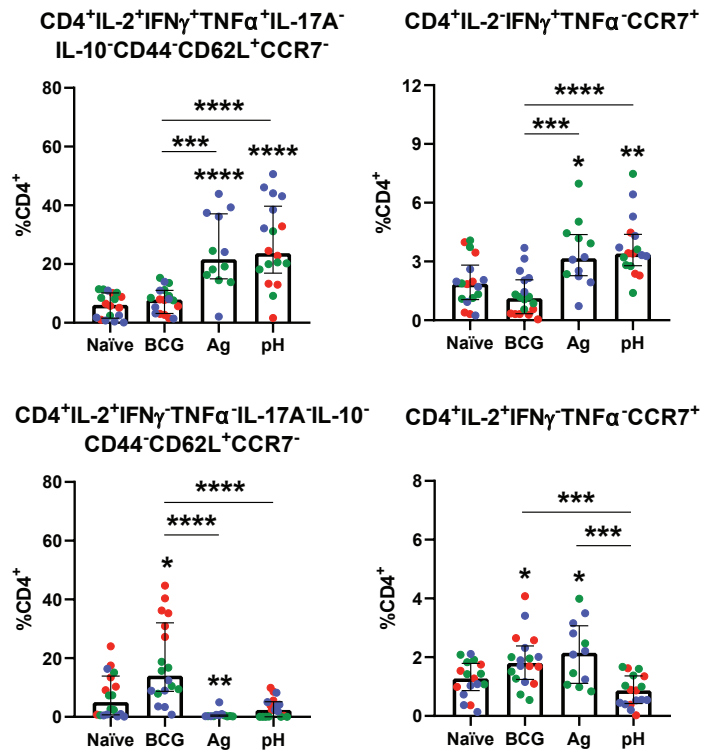 CD4⁺IL-2⁺IFNγ⁺TNFα⁺IL-17A⁻
IL-10⁻CD44⁻CD62L⁺CCR7⁻
80
60
40
20
0
%CD4⁺
****
***
****
****
Naïve BCG Ag pH
CD4⁺IL-2⁻IFNγ⁺TNFα⁻CCR7⁺
12
9
6
3
0
%CD4⁺
****
***
*
**
Naïve BCG Ag pH
CD4⁺IL-2⁺IFNγ⁻TNFα⁻IL-17A⁻IL-10⁻
CD44⁻CD62L⁺CCR7⁻
80
60
40
20
0
%CD4⁺
****
****
*
**
Naïve BCG Ag pH
CD4⁺IL-2⁺IFNγ⁻TNFα⁻CCR7⁺
8
6
4
2
0
%CD4⁺
***
***
*
*
Naïve BCG Ag pH